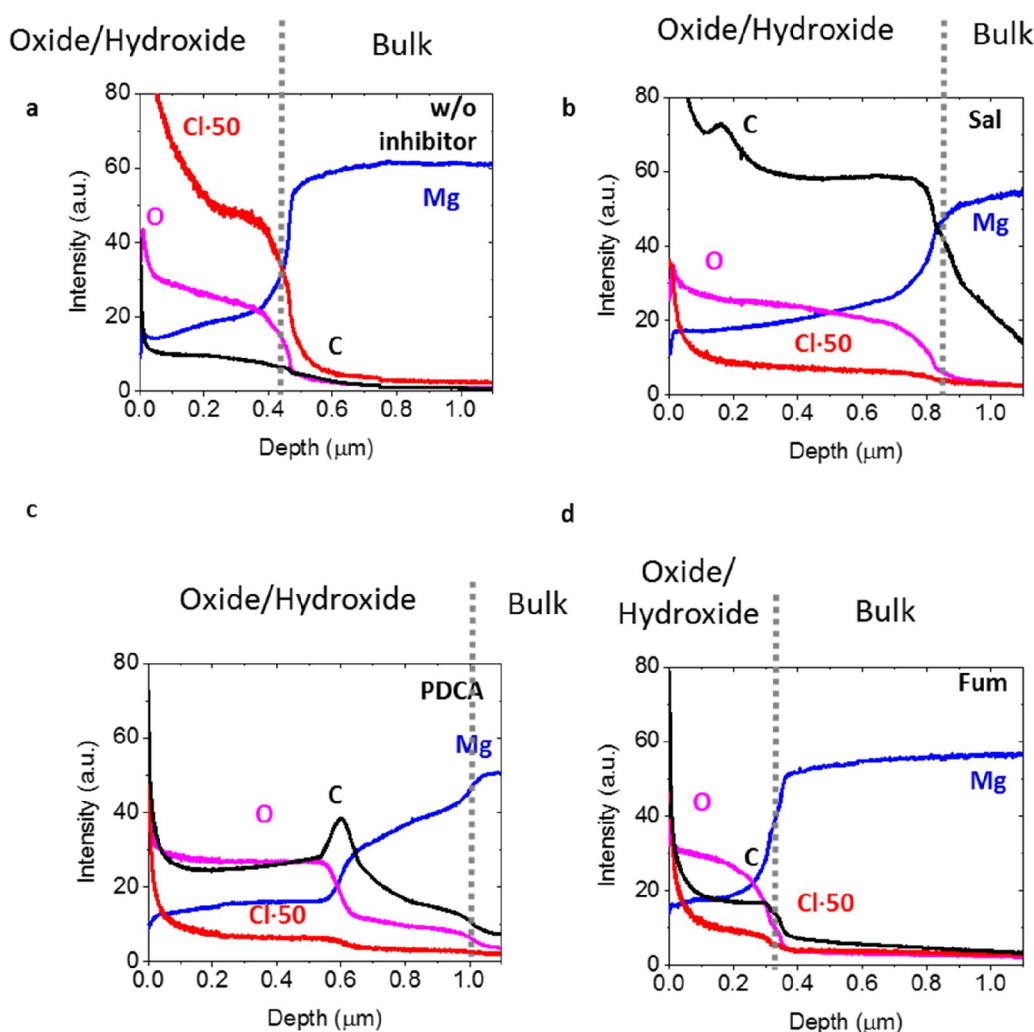 Oxide/Hydroxide
Bulk
a
80
60
40
20
0
Intensity (a.u.)
Cl·50
w/o
inhibitor
Mg
O
C
0.0 0.2 0.4 0.6 0.8 1.0
Depth (μm)
Oxide/Hydroxide
Bulk
b
80
60
40
20
0
Intensity (a.u.)
C
Sal
Mg
O
Cl·50
0.0 0.2 0.4 0.6 0.8 1.0
Depth (μm)
c
Oxide/Hydroxide
Bulk
80
60
40
20
0
Intensity (a.u.)
PDCA
Mg
O
C
Cl·50
0.0 0.2 0.4 0.6 0.8 1.0
Depth (μm)
d
Oxide/
Hydroxide
Bulk
80
60
40
20
0
Intensity (a.u.)
Fum
Mg
O
C
Cl·50
0.0 0.2 0.4 0.6 0.8 1.0
Depth (μm)